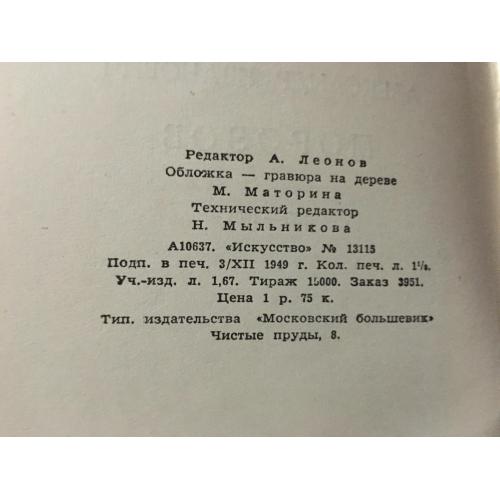 Редактор А. Леонов
Обложка — гравюра на дереве
М. Маторина
Технический редактор
Н. Мыльникова
А10637. «Искусство» № 13115
Подп. в печ. 3/XII 1949 г. Кол. печ. л. 1⅞.
Уч.-изд. л. 1,67. Тираж 15000. Заказ 3951.
Цена 1 р. 75 к.
Тип. издательства «Московский большевик»
Чистые пруды, 8.